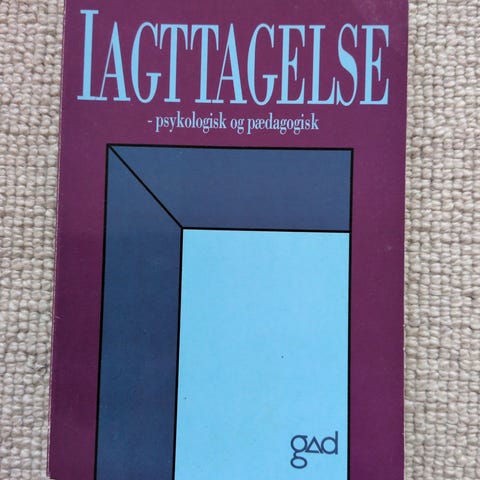 IAGTTAGELSE
- psykologisk og pædagogisk
gad